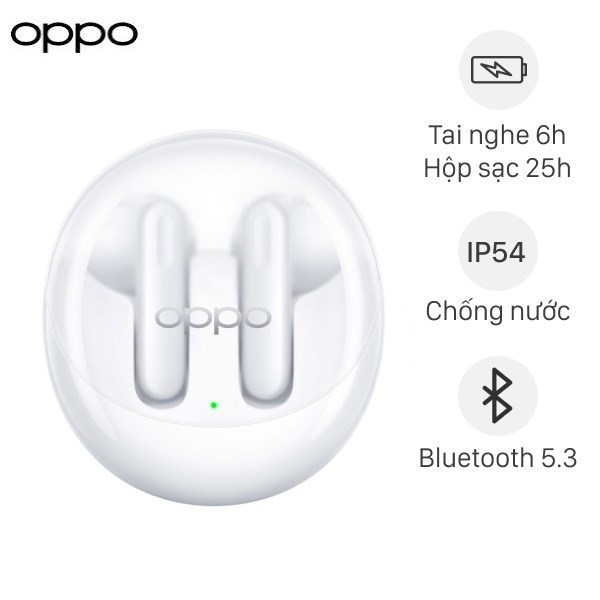 oppo
oppo
Tai nghe 6h
Hộp sạc 25h
IP54
Chống nước
Bluetooth 5.3